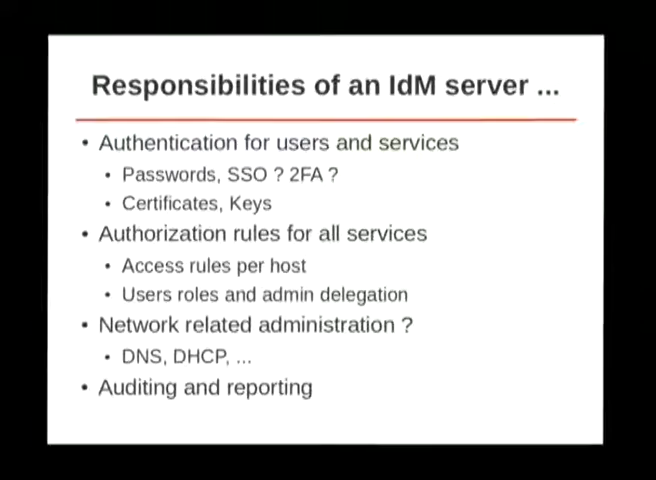 Responsibilities of an IdM server ...
• Authentication for users and services
• Passwords, SSO ? 2FA ?
• Certificates, Keys
• Authorization rules for all services
• Access rules per host
• Users roles and admin delegation
• Network related administration ?
• DNS, DHCP, ...
• Auditing and reporting